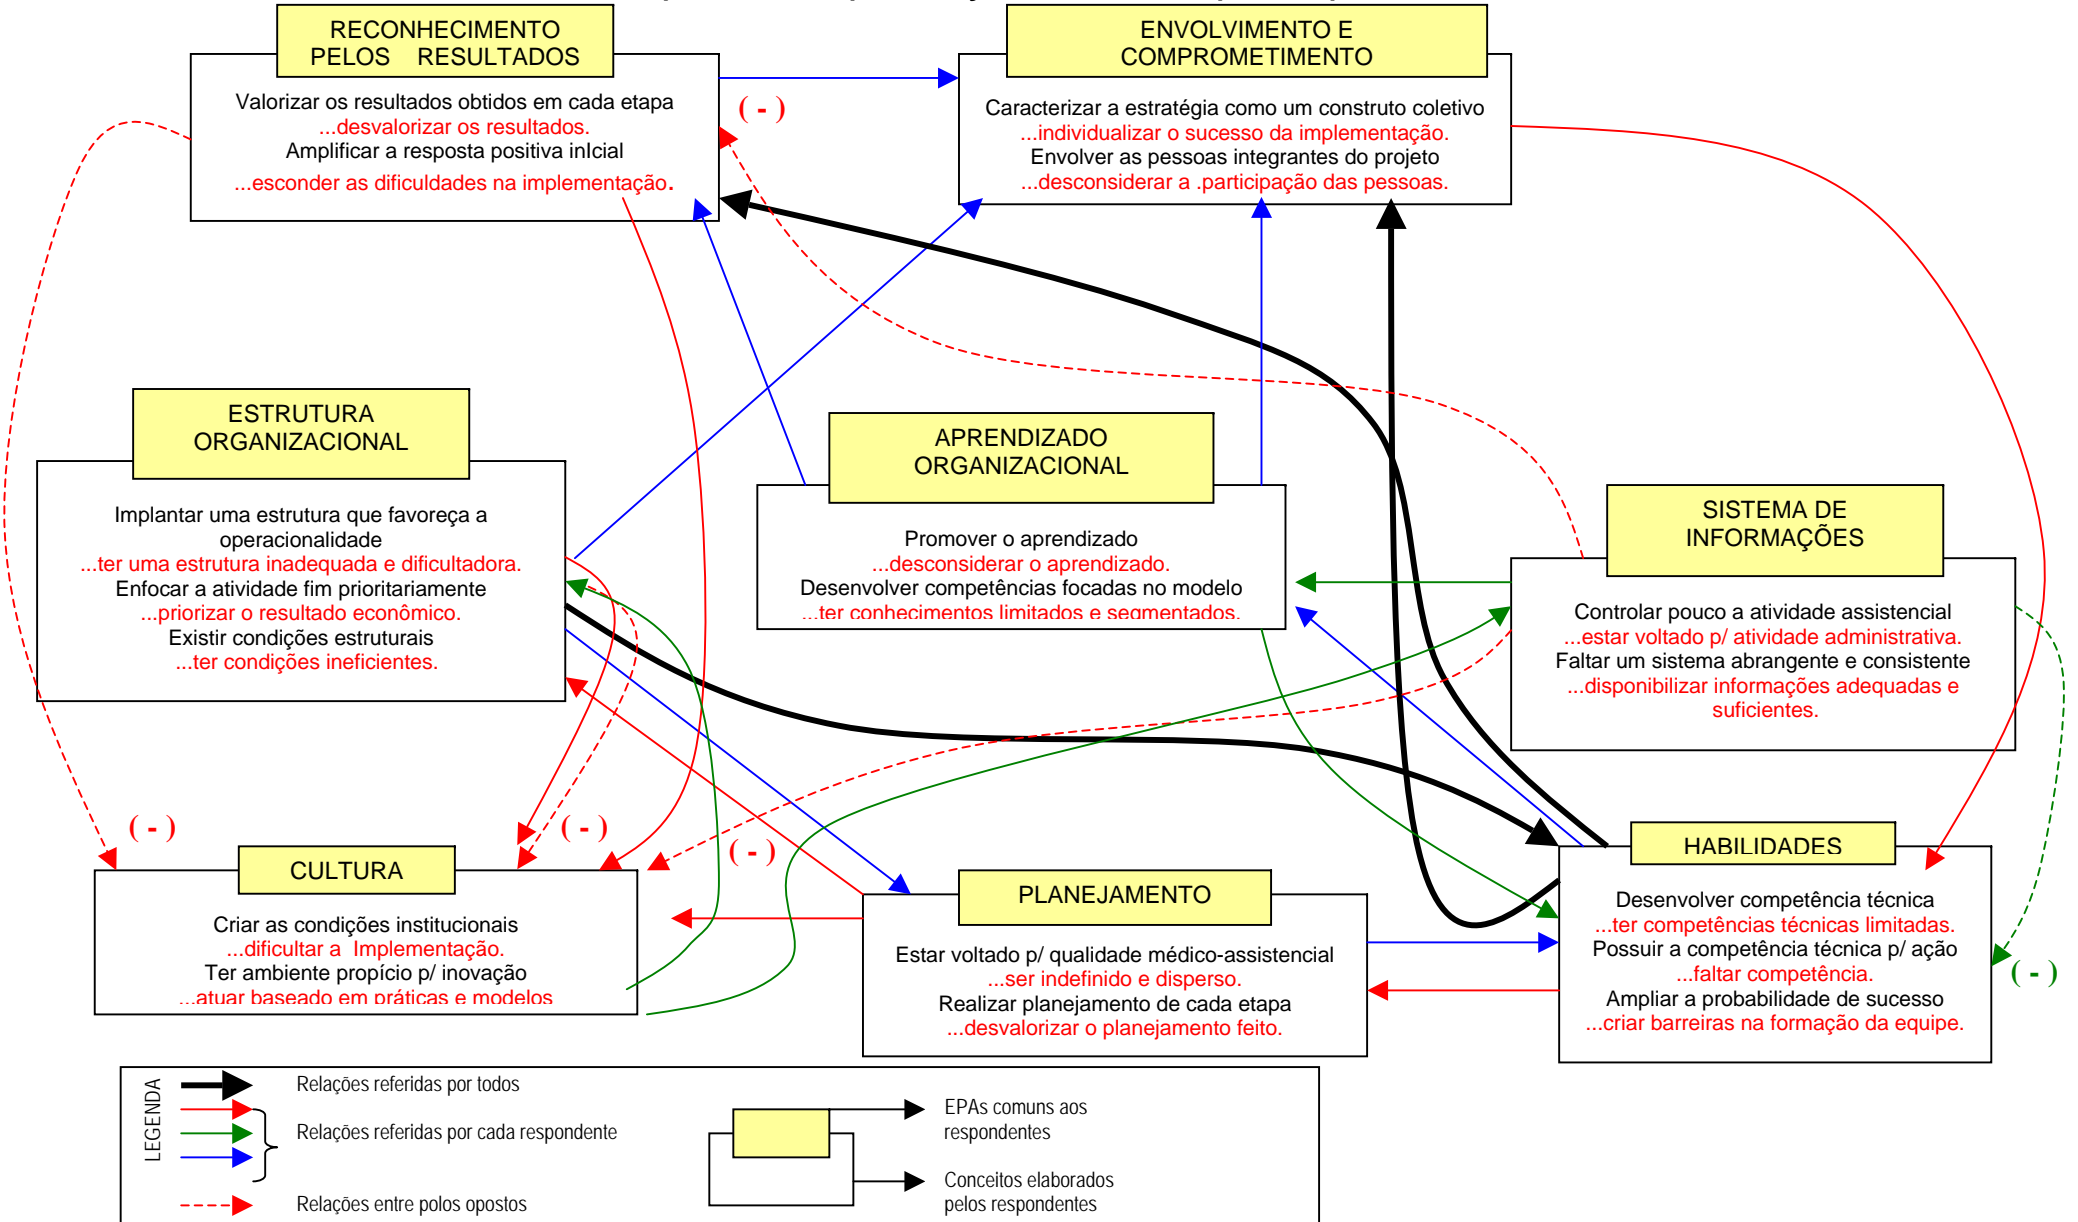 RECONHECIMENTO
PELOS RESULTADOS
Valorizar os resultados obtidos em cada etapa
...desvalorizar os resultados.
Amplificar a resposta positiva inIcial
...esconder as dificuldades na implementação.
ENVOLVIMENTO E
COMPROMETIMENTO
Caracterizar a estratégia como um construto coletivo
...individualizar o sucesso da implementação.
Envolver as pessoas integrantes do projeto
...desconsiderar a .participação das pessoas.
( - )
ESTRUTURA
ORGANIZACIONAL
Implantar uma estrutura que favoreça a
operacionalidade
...ter uma estrutura inadequada e dificultadora.
Enfocar a atividade fim prioritariamente
...priorizar o resultado econômico.
Existir condições estruturais
...ter condições ineficientes.
APRENDIZADO
ORGANIZACIONAL
Promover o aprendizado
...desconsiderar o aprendizado.
Desenvolver competências focadas no modelo
...ter conhecimentos limitados e segmentados.
SISTEMA DE
INFORMAÇÕES
Controlar pouco a atividade assistencial
...estar voltado p/ atividade administrativa.
Faltar um sistema abrangente e consistente
...disponibilizar informações adequadas e
suficientes.
( - )
( - )
( - )
CULTURA
Criar as condições institucionais
...dificultar a Implementação.
Ter ambiente propício p/ inovação
...atuar baseado em práticas e modelos
PLANEJAMENTO
Estar voltado p/ qualidade médico-assistencial
...ser indefinido e disperso.
Realizar planejamento de cada etapa
...desvalorizar o planejamento feito.
HABILIDADES
Desenvolver competência técnica
...ter competências técnicas limitadas.
Possuir a competência técnica p/ ação
...faltar competência.
Ampliar a probabilidade de sucesso
...criar barreiras na formação da equipe.
( - )
LEGENDA
Relações referidas por todos
Relações referidas por cada respondente
Relações entre polos opostos
EPAs comuns aos
respondentes
Conceitos elaborados
pelos respondentes